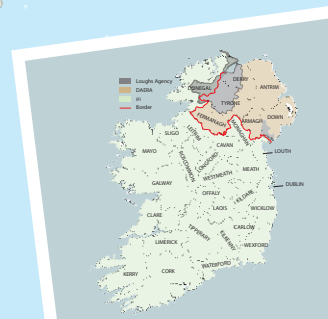 Loughs Agency
DAERA
IFI
Border
DERRY
ANTRIM
DONEGAL
TYRONE
FERMANAGH
ARMAGH
DOWN
MONAGHAN
SLIGO
LEITRIM
CAVAN
LOUTH
MAYO
ROSCOMMON
LONGFORD
MEATH
WESTMEATH
GALWAY
OFFALY
KILDARE
DUBLIN
LAOIS
WICKLOW
CLARE
CARLOW
TIPPERARY
KILKENNY
LIMERICK
WEXFORD
WATERFORD
KERRY
CORK